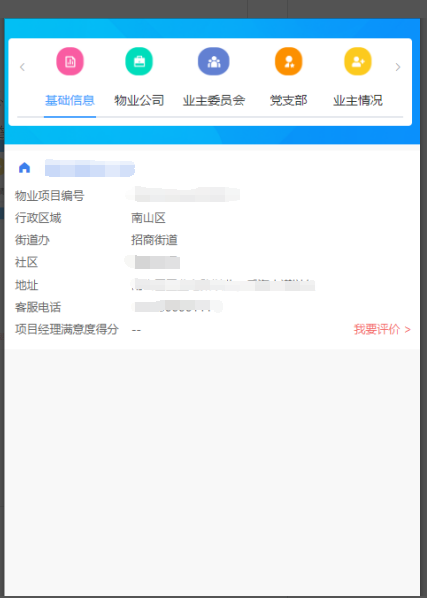 基础信息 物业公司 业主委员会 党支部 业主情况
物业项目编号
行政区域 南山区
街道办 招商街道
社区
地址
客服电话
项目经理满意度得分 -- 我要评价 >